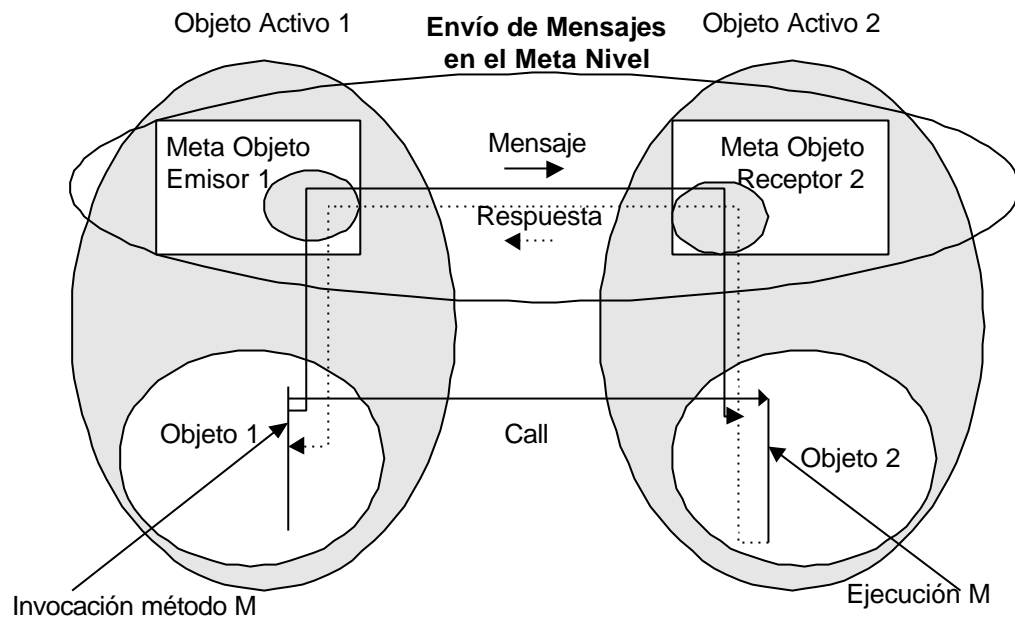 Objeto Activo 1
Envío de Mensajes
en el Meta Nivel
Objeto Activo 2
Meta Objeto
Emisor 1
Mensaje
Meta Objeto
Receptor 2
Respuesta
Objeto 1
Call
Objeto 2
Invocación método M
Ejecución M